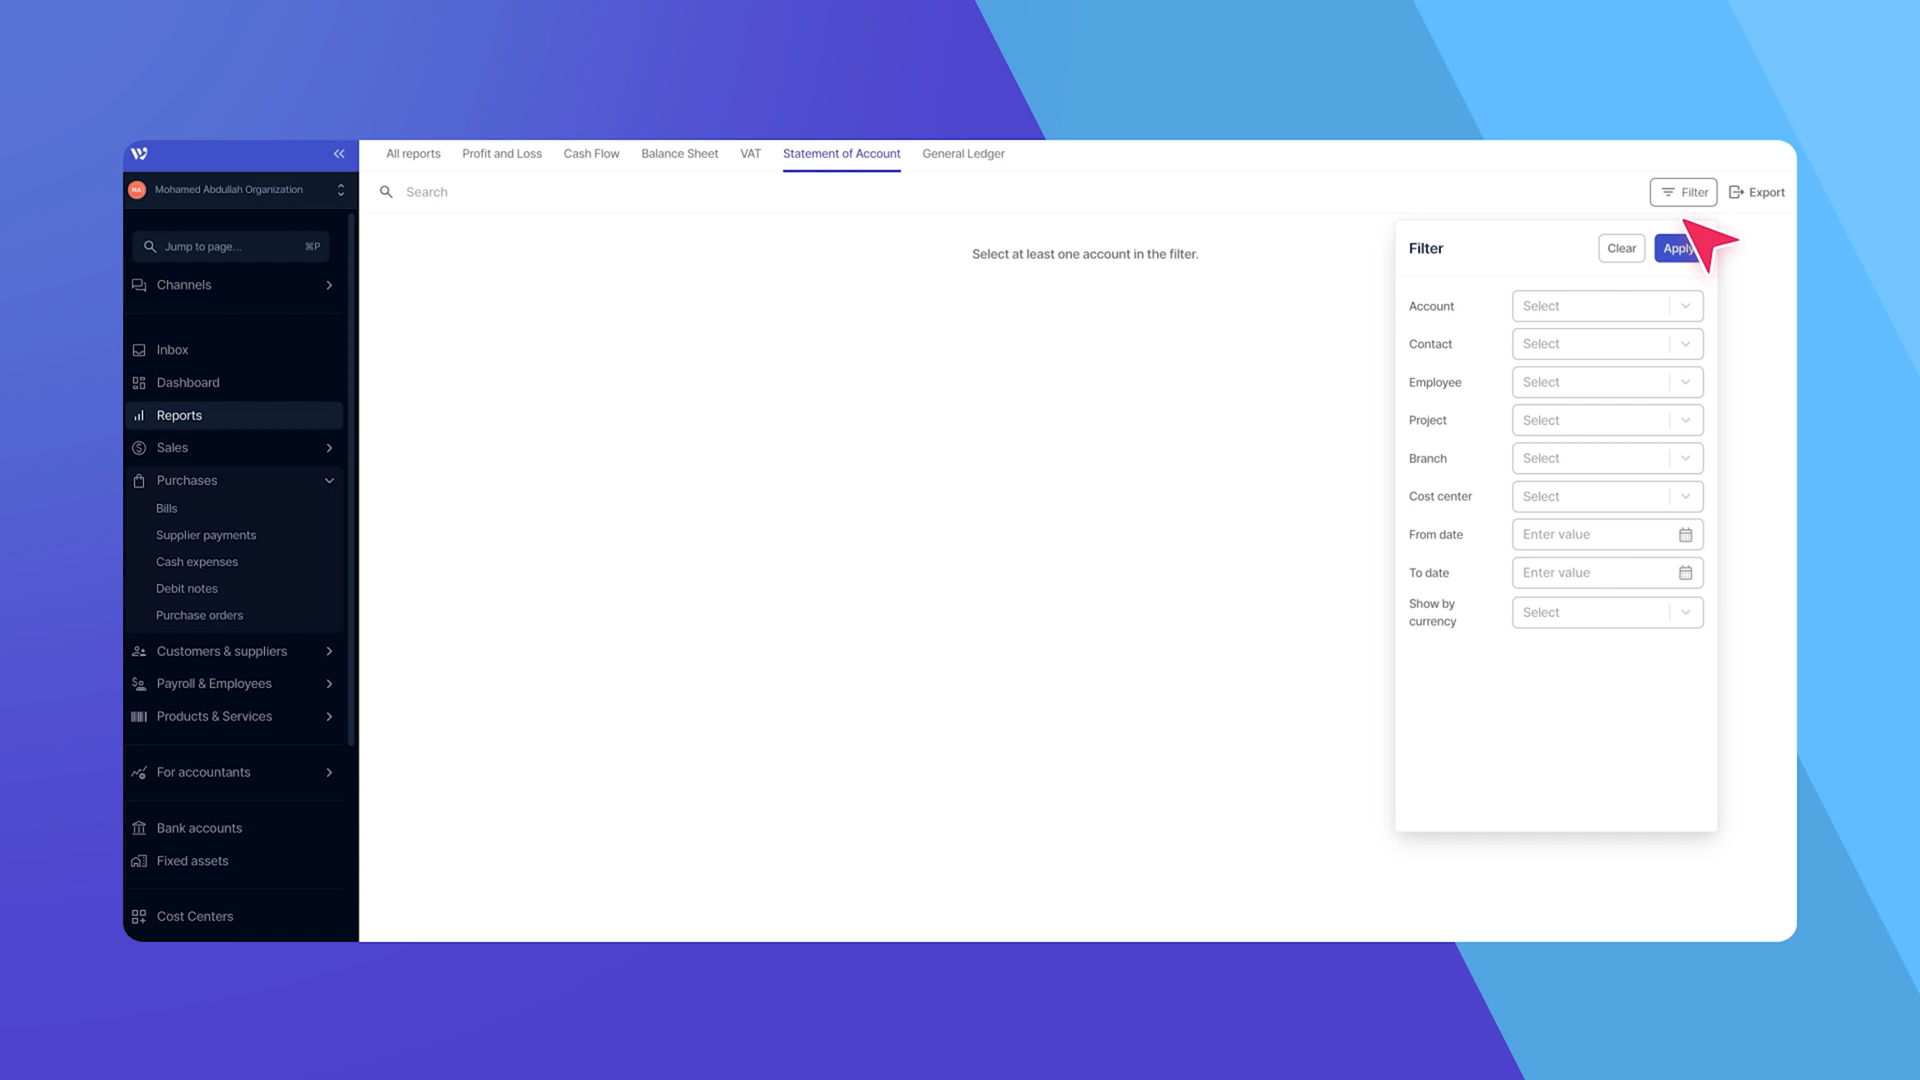 All reports Profit and Loss Cash Flow Balance Sheet VAT Statement of Account General Ledger
MA Mohamed Abdullah Organization
Search
Filter Export
Jump to page... ⌘P
Channels
Inbox
Dashboard
Reports
Sales
Purchases
Bills
Supplier payments
Cash expenses
Debit notes
Purchase orders
Customers & suppliers
Payroll & Employees
Products & Services
For accountants
Bank accounts
Fixed assets
Cost Centers
Select at least one account in the filter.
Filter Clear Apply
Account Select
Contact Select
Employee Select
Project Select
Branch Select
Cost center Select
From date Enter value
To date Enter value
Show by
currency Select